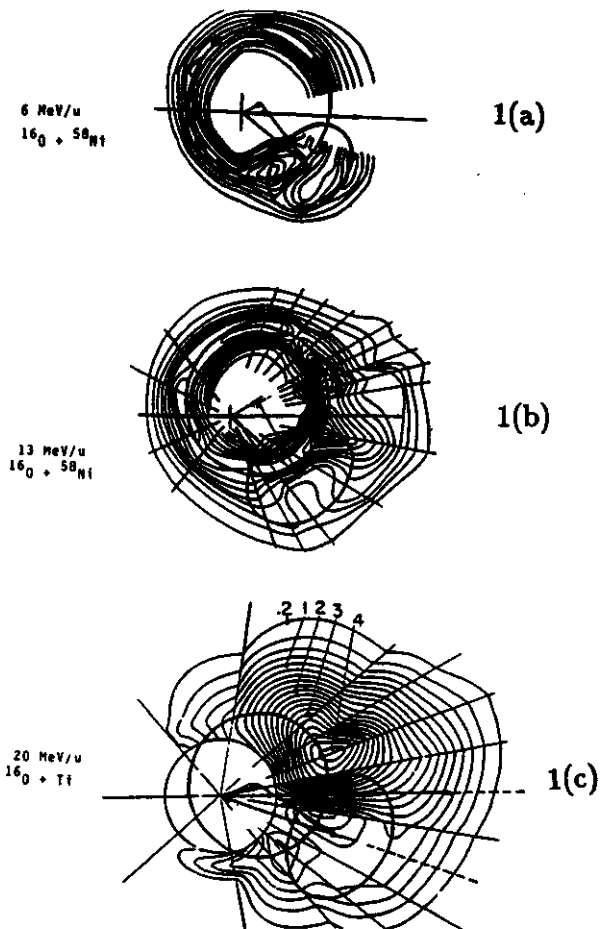 6 MeV/u
¹⁶O + ⁵⁸Ni
1(a)
13 MeV/u
¹⁶O + ⁵⁸Ni
1(b)
.2 1 2 3 4
20 MeV/u
¹⁶O + Ti
1(c)